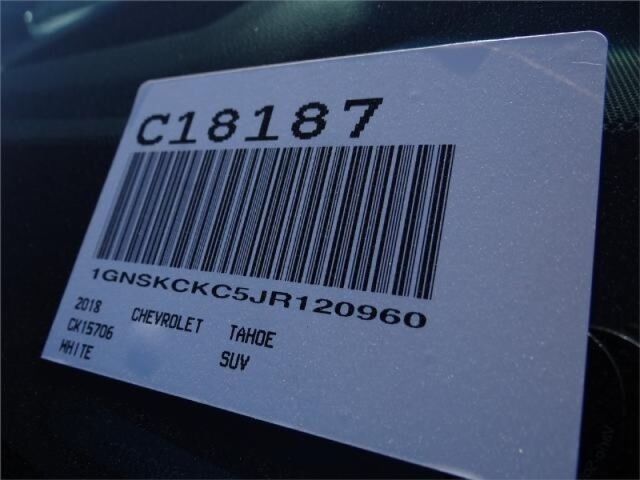 C18187
1GNSKCKC5JR120960
2018 CHEVROLET TAHOE
CK15706 SUV
WHITE